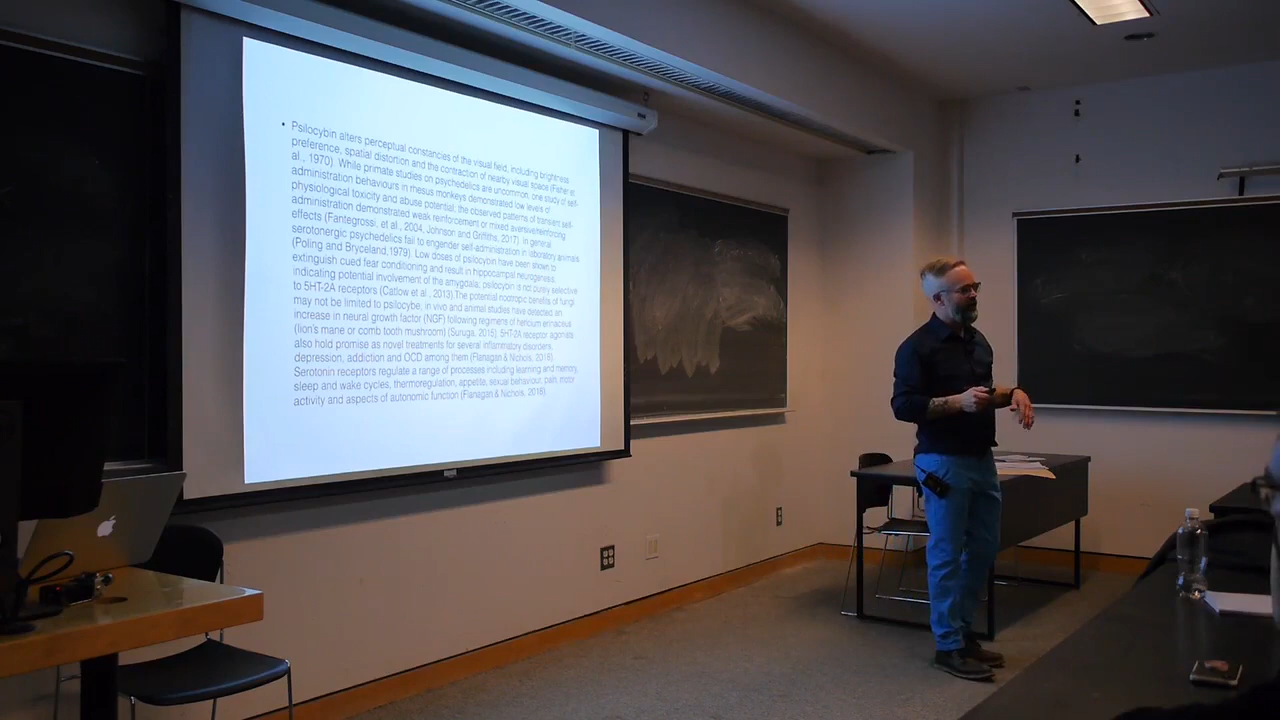 • Psilocybin alters perceptual constancies of the visual field, including brightness
preference, spatial distortion and the contraction of nearby visual space (Fisher et
al., 1970). While primate studies on psychedelics are uncommon, one study of self-
administration behaviours in rhesus monkeys demonstrated low levels of
physiological toxicity and abuse potential; the observed patterns of transient self-
administration demonstrated weak reinforcement or mixed aversive/reinforcing
effects (Fantegrossi, et al., 2004, Johnson and Griffiths, 2017). In general
serotonergic psychedelics fail to engender self-administration in laboratory animals
(Poling and Bryceland,1979). Low doses of psilocybin have been shown to
extinguish cued fear conditioning and result in hippocampal neurogenesis
indicating potential involvement of the amygdala; psilocybin is not purely selective
to 5HT-2A receptors (Catlow et al., 2013).The potential nootropic benefits of fungi
may not be limited to psilocybe, in vivo and animal studies have detected an
increase in neural growth factor (NGF) following regimens of hericium erinaceus
(lion's mane or comb tooth mushroom) (Suruga, 2015). 5HT-2A receptor agonists
also hold promise as novel treatments for several inflammatory disorders,
depression, addiction and OCD among them (Flanagan & Nichols, 2018).
Serotonin receptors regulate a range of processes including learning and memory,
sleep and wake cycles, thermoregulation, appetite, sexual behaviour, pain, motor
activity and aspects of autonomic function (Flanagan & Nichols, 2018).